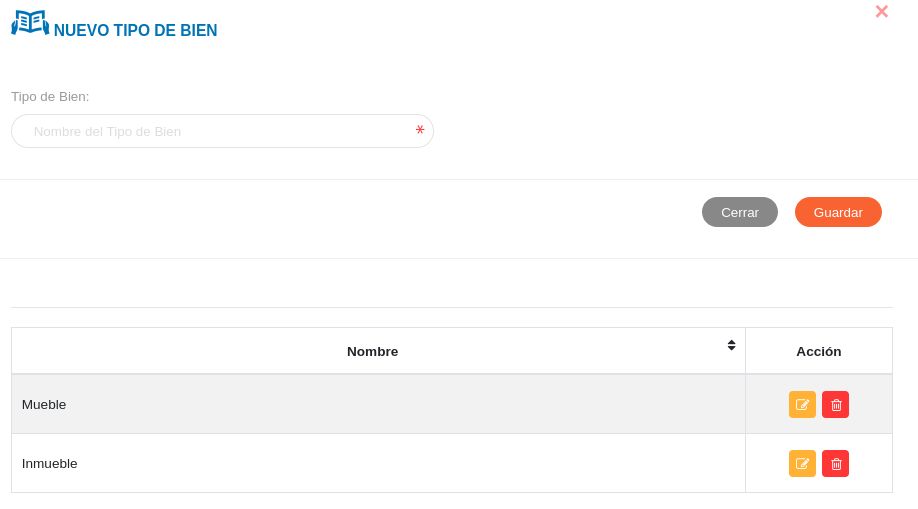 NUEVO TIPO DE BIEN
Tipo de Bien:
Nombre del Tipo de Bien *
Cerrar Guardar
Nombre Acción
Mueble
Inmueble